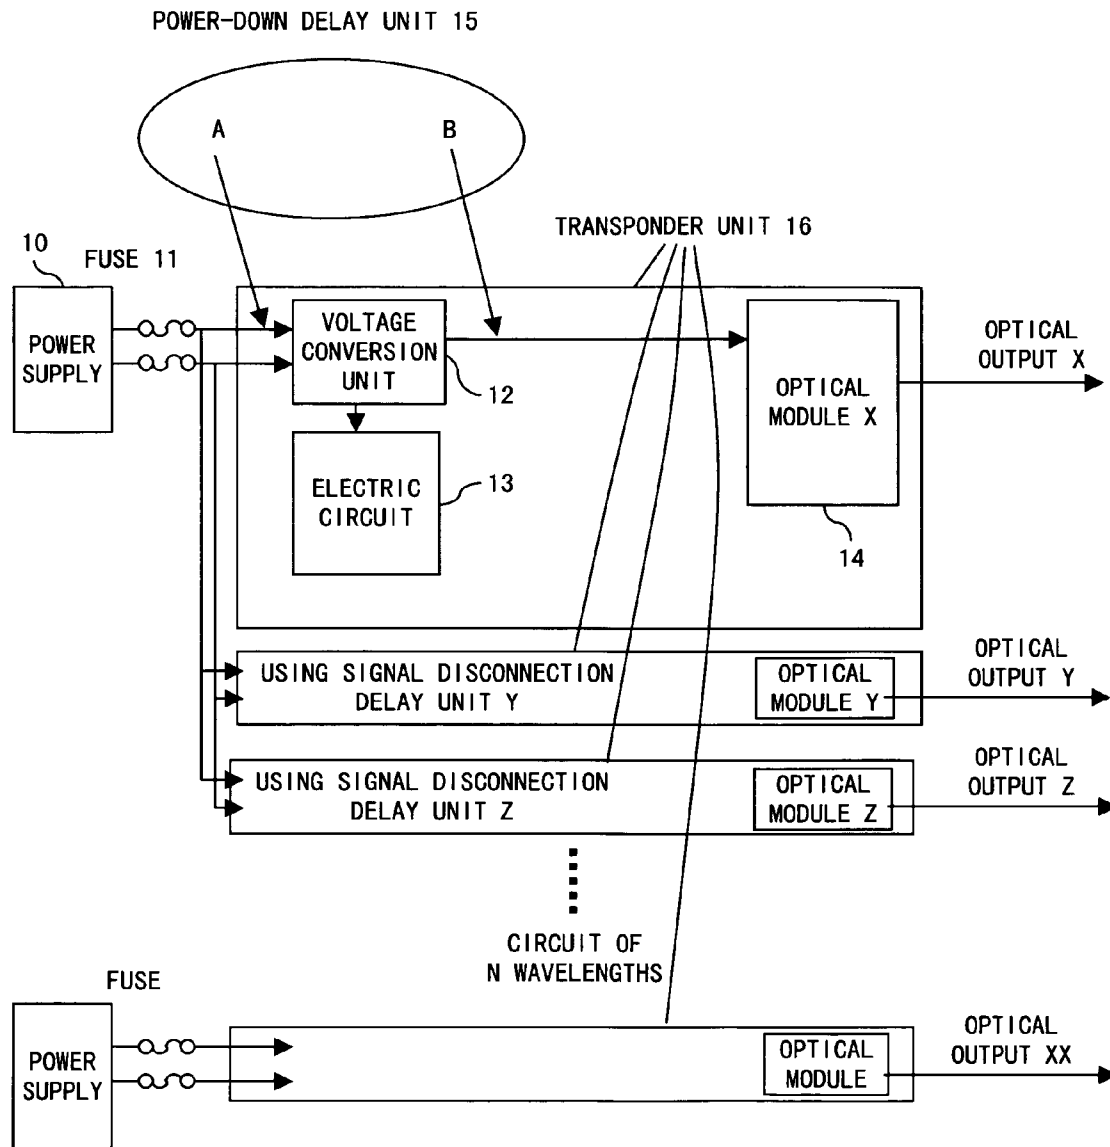 POWER-DOWN DELAY UNIT 15
A
B
TRANSPONDER UNIT 16
10
FUSE 11
POWER
SUPPLY
VOLTAGE
CONVERSION
UNIT
12
ELECTRIC
CIRCUIT
13
OPTICAL
MODULE X
14
OPTICAL
OUTPUT X
USING SIGNAL DISCONNECTION
DELAY UNIT Y
OPTICAL
MODULE Y
OPTICAL
OUTPUT Y
USING SIGNAL DISCONNECTION
DELAY UNIT Z
OPTICAL
MODULE Z
OPTICAL
OUTPUT Z
CIRCUIT OF
N WAVELENGTHS
FUSE
POWER
SUPPLY
OPTICAL
MODULE
OPTICAL
OUTPUT XX